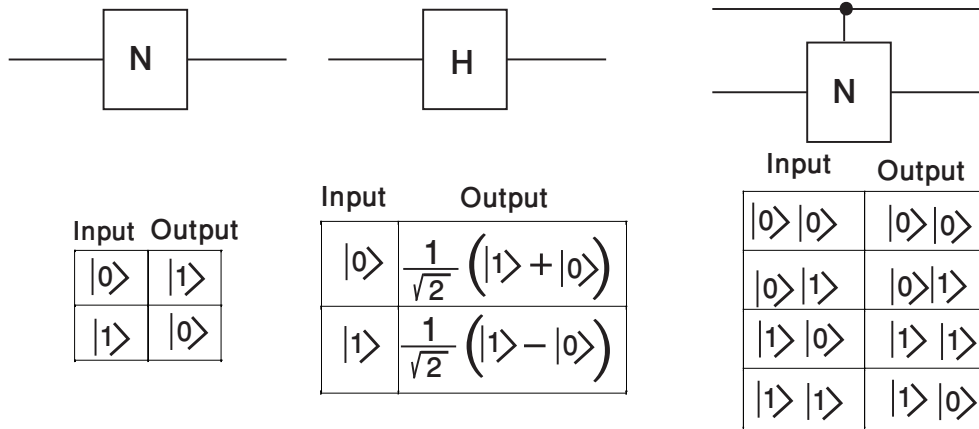 N
H
N
Input Output
|0> |1>
|1> |0>
Input Output
|0> 1/√2 (|1> + |0>)
|1> 1/√2 (|1> − |0>)
Input Output
|0> |0> |0> |0>
|0> |1> |0> |1>
|1> |0> |1> |1>
|1> |1> |1> |0>